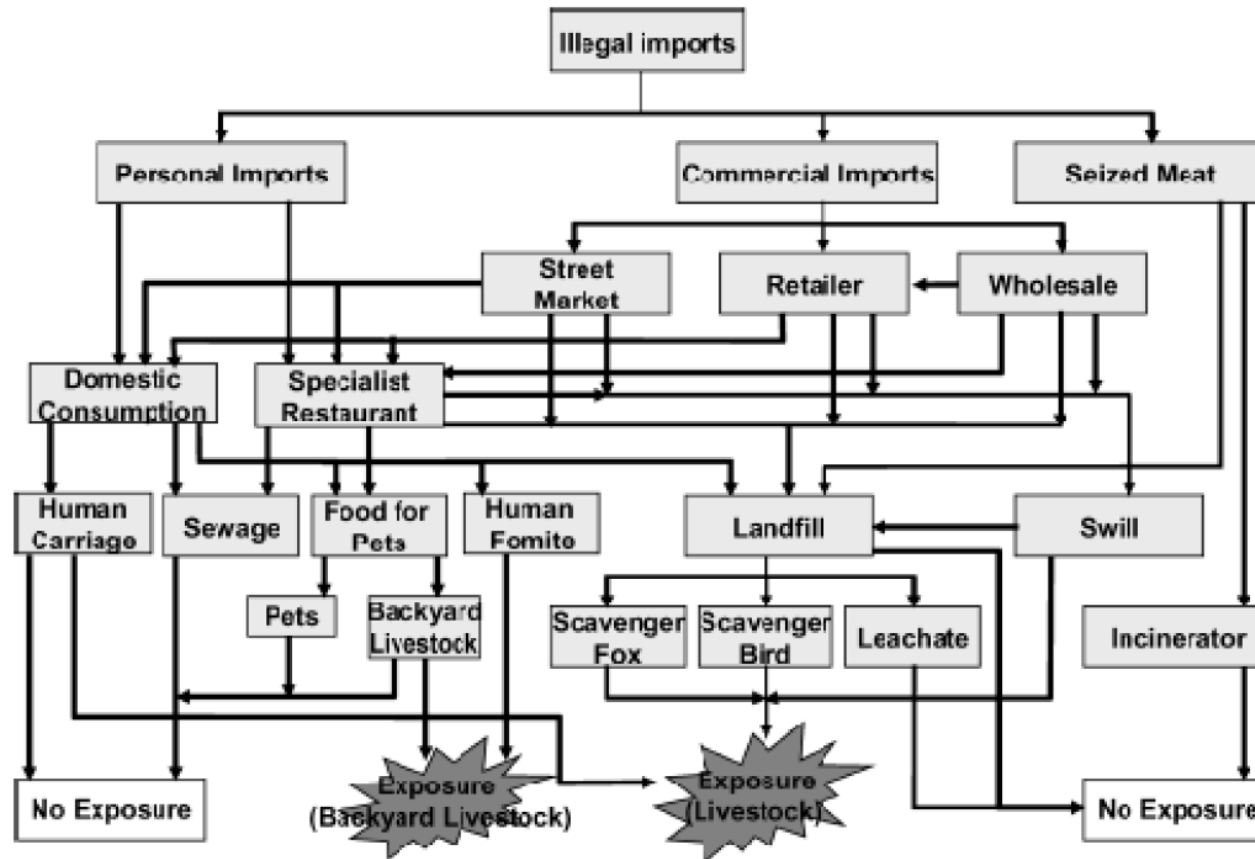 Illegal imports
Personal Imports
Commercial Imports
Seized Meat
Street
Market
Retailer
Wholesale
Domestic
Consumption
Specialist
Restaurant
Human
Carriage
Sewage
Food for
Pets
Human
Fomite
Landfill
Swill
Pets
Backyard
Livestock
Scavenger
Fox
Scavenger
Bird
Leachate
Incinerator
No Exposure
Exposure
(Backyard Livestock)
Exposure
(Livestock)
No Exposure